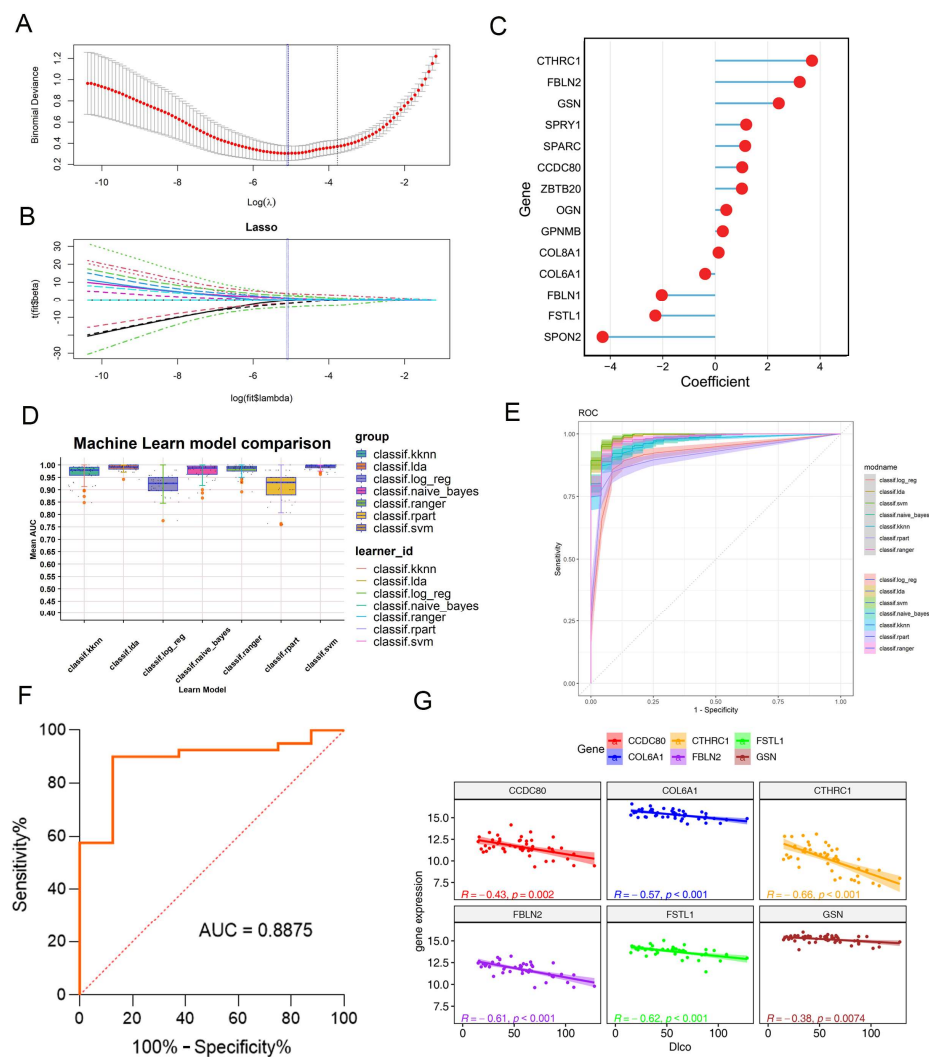 A
Binomial Deviance
0.2 0.4 0.6 0.8 1.0 1.2
-10 -8 -6 -4 -2
Log(λ)
B
Lasso
t(fit$beta)
-30 -10 0 10 20 30
-10 -8 -6 -4 -2
log(fit$lambda)
C
Gene
CTHRC1
FBLN2
GSN
SPRY1
SPARC
CCDC80
ZBTB20
OGN
GPNMB
COL8A1
COL6A1
FBLN1
FSTL1
SPON2
−4 −2 0 2 4
Coefficient
D
Machine Learn model comparison
Mean AUC
1.00
0.95
0.90
0.85
0.80
0.75
0.70
0.65
0.60
0.55
0.50
0.45
0.40
classif.kknn
classif.lda
classif.log_reg
classif.naive_bayes
classif.ranger
classif.rpart
classif.svm
Learn Model
group
classif.kknn
classif.lda
classif.log_reg
classif.naive_bayes
classif.ranger
classif.rpart
classif.svm
learner_id
classif.kknn
classif.lda
classif.log_reg
classif.naive_bayes
classif.ranger
classif.rpart
classif.svm
E
ROC
Sensitivity
1.00
0.75
0.50
0.25
0.00
0.00 0.25 0.50 0.75 1.00
1 - Specificity
modname
classif.log_reg
classif.lda
classif.svm
classif.naive_bayes
classif.kknn
classif.rpart
classif.ranger
classif.log_reg
classif.lda
classif.svm
classif.naive_bayes
classif.kknn
classif.rpart
classif.ranger
F
Sensitivity%
100
80
60
40
20
0
AUC = 0.8875
0 20 40 60 80 100
100% - Specificity%
G
Gene
a CCDC80 a CTHRC1 a FSTL1
a COL6A1 a FBLN2 a GSN
gene expression
CCDC80 COL6A1 CTHRC1
15.0
12.5
10.0
7.5
R = − 0.43, p = 0.002 R = − 0.57, p < 0.001 R = − 0.66, p < 0.001
FBLN2 FSTL1 GSN
15.0
12.5
10.0
7.5
R = − 0.61, p < 0.001 R = − 0.62, p < 0.001 R = − 0.38, p = 0.0074
0 50 100 0 50 100 0 50 100
Dlco